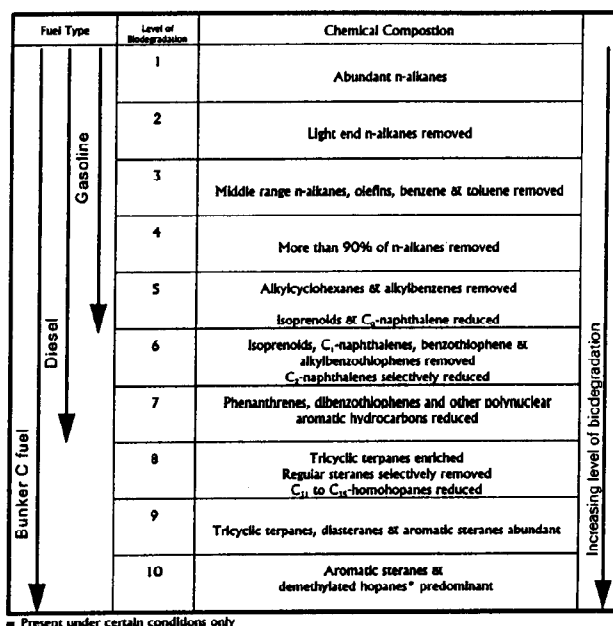 Fuel Type
Level of
Biodegradation
Chemical Compostion
1
Abundant n-alkanes
2
Light end n-alkanes removed
3
Middle range n-alkanes, olefins, benzene & toluene removed
4
More than 90% of n-alkanes removed
5
Alkylcyclohexanes & alkylbenzenes removed
Isoprenoids & C₀-naphthalene reduced
6
Isoprenoids, C₁-naphthalenes, benzothiophene &
alkylbenzothiophenes removed
C₂-naphthalenes selectively reduced
7
Phenanthrenes, dibenzothiophenes and other polynuclear
aromatic hydrocarbons reduced
8
Tricyclic terpanes enriched
Regular steranes selectively removed
C₃₁ to C₃₅-homohopanes reduced
9
Tricyclic terpanes, diasteranes & aromatic steranes abundant
10
Aromatic steranes &
demethylated hopanes* predominant
Gasoline
Diesel
Bunker C fuel
Increasing level of biodegradation
Present under certain conditions only